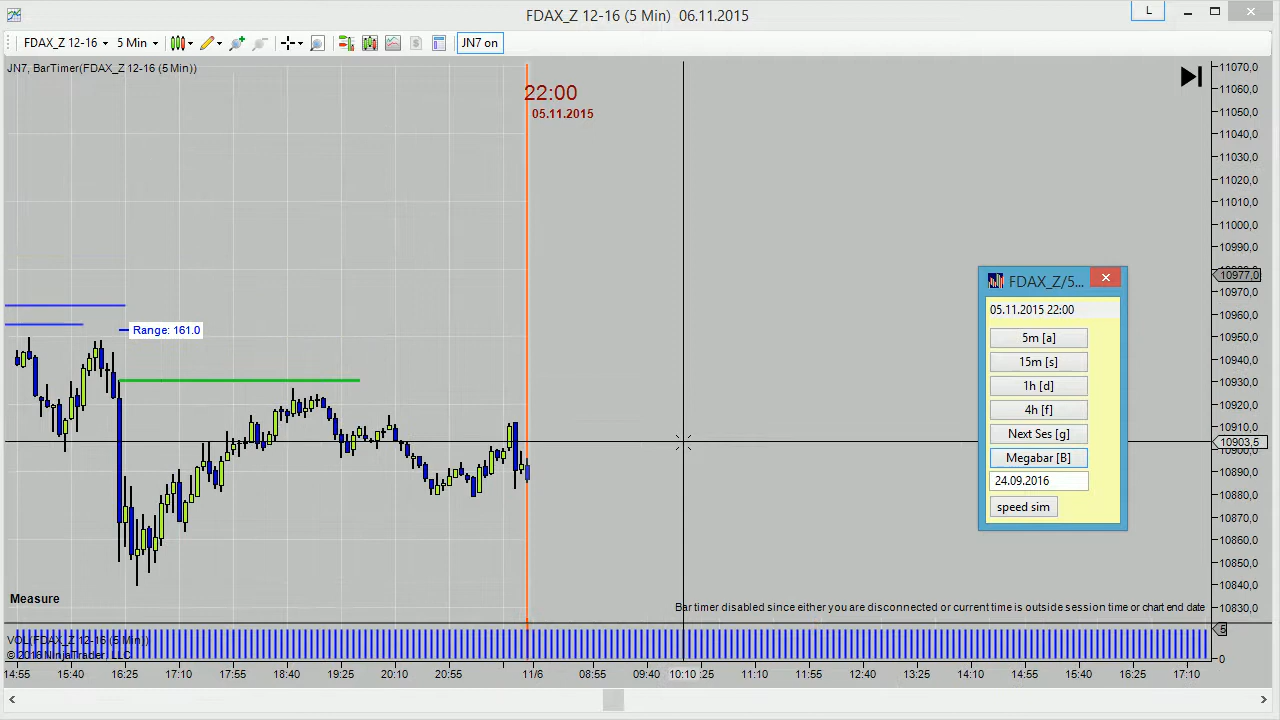 FDAX_Z 12-16 (5 Min)  06.11.2015
L
FDAX_Z 12-16
5 Min
JN7 on
JN7, BarTimer(FDAX_Z 12-16 (5 Min))
22:00
05.11.2015
Range: 161.0
11070,0
11060,0
11050,0
11040,0
11030,0
11020,0
11010,0
11000,0
10990,0
10977,0
10970,0
10960,0
10950,0
10940,0
10930,0
10920,0
10910,0
10903,5
10900,0
10890,0
10880,0
10870,0
10860,0
10850,0
10840,0
10830,0
FDAX_Z/5...
05.11.2015 22:00
5m [a]
15m [s]
1h [d]
4h [f]
Next Ses [g]
Megabar [B]
24.09.2016
speed sim
Measure
Bar timer disabled since either you are disconnected or current time is outside session time or chart end date
VOL(FDAX_Z 12-16 (5 Min))
© 2016 NinjaTrader, LLC
5
0
14:55 15:40 16:25 17:10 17:55 18:40 19:25 20:10 20:55 11/6 08:55 09:40 10:10 :25 11:10 11:55 12:40 13:25 14:10 14:55 15:40 16:25 17:10